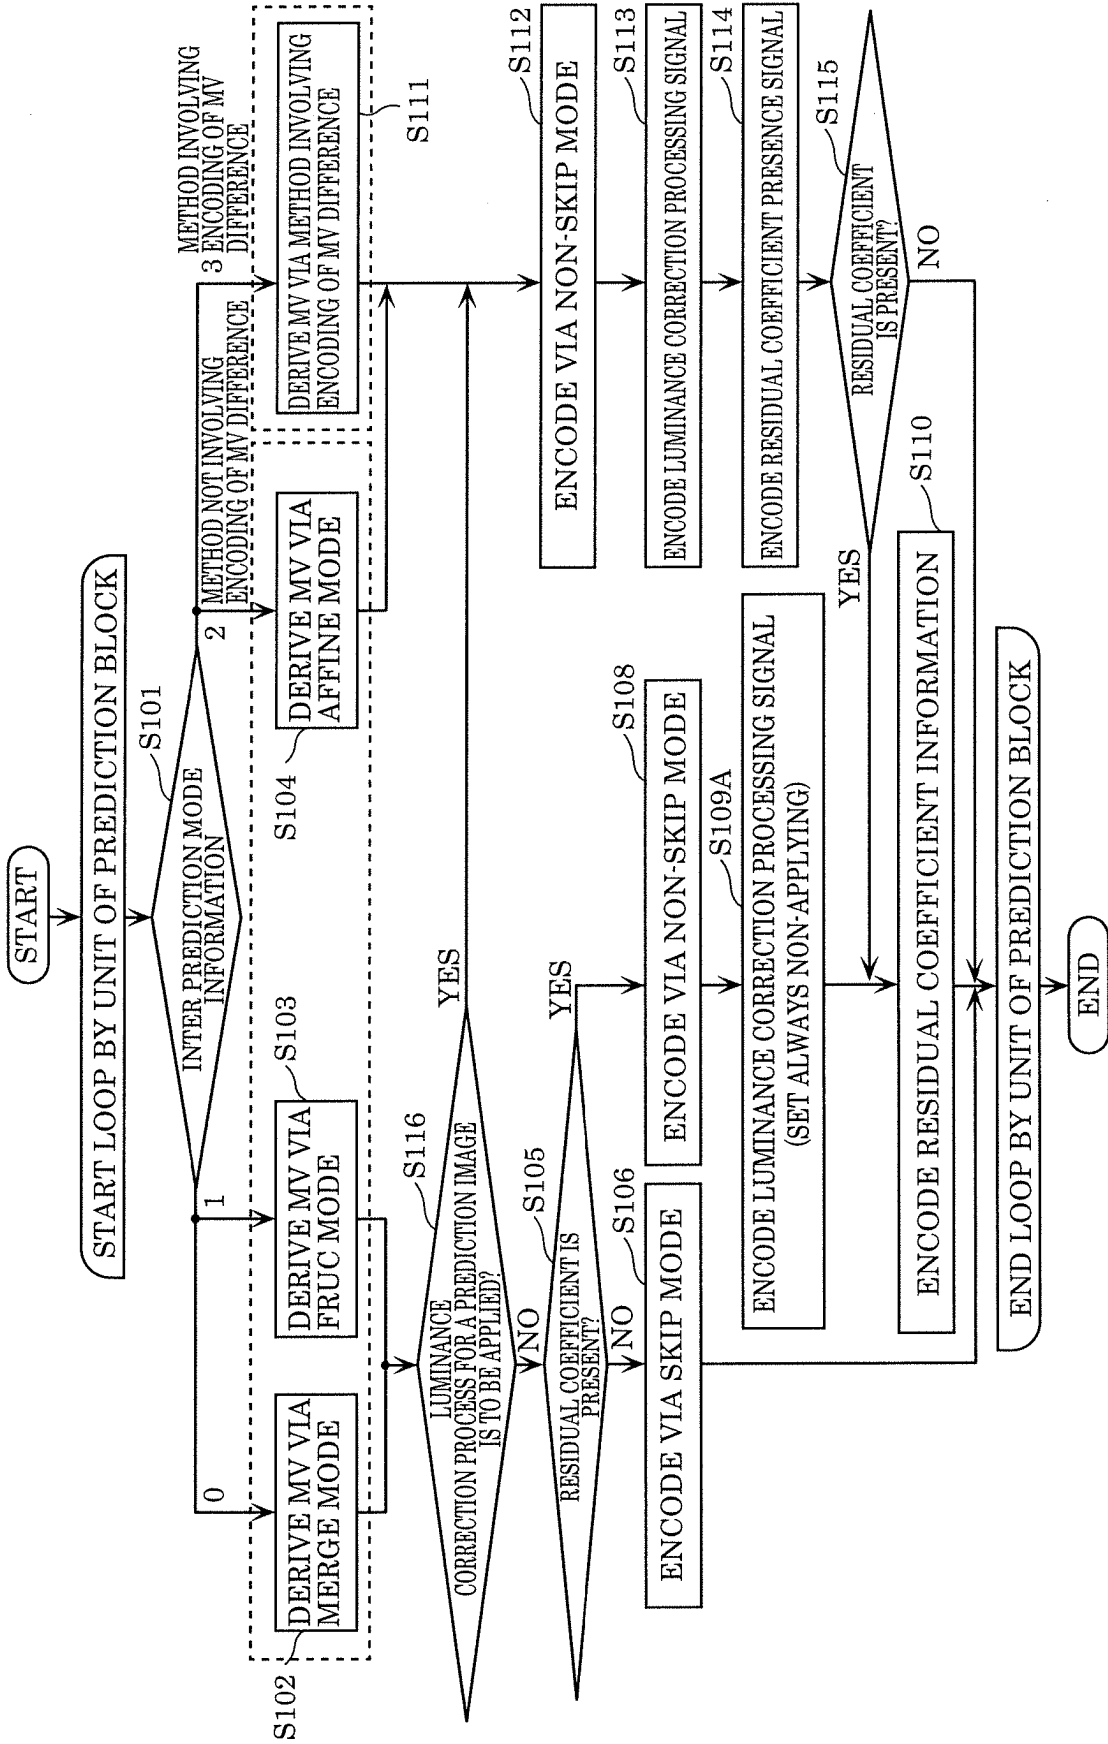 START
START LOOP BY UNIT OF PREDICTION BLOCK
S101
INTER PREDICTION MODE
INFORMATION
0
1
2
METHOD NOT INVOLVING
ENCODING OF MV DIFFERENCE
3
METHOD INVOLVING
ENCODING OF MV
DIFFERENCE
S102
DERIVE MV VIA
MERGE MODE
S103
DERIVE MV VIA
FRUC MODE
S104
DERIVE MV VIA
AFFINE MODE
DERIVE MV VIA METHOD INVOLVING
ENCODING OF MV DIFFERENCE
S111
S116
LUMINANCE
CORRECTION PROCESS FOR A PREDICTION IMAGE
IS TO BE APPLIED?
YES
NO
S105
RESIDUAL COEFFICIENT IS
PRESENT?
YES
NO
S106
ENCODE VIA SKIP MODE
S108
ENCODE VIA NON-SKIP MODE
S109A
ENCODE LUMINANCE CORRECTION PROCESSING SIGNAL
(SET ALWAYS NON-APPLYING)
S112
ENCODE VIA NON-SKIP MODE
S113
ENCODE LUMINANCE CORRECTION PROCESSING SIGNAL
S114
ENCODE RESIDUAL COEFFICIENT PRESENCE SIGNAL
S115
RESIDUAL COEFFICIENT
IS PRESENT?
YES
NO
S110
ENCODE RESIDUAL COEFFICIENT INFORMATION
END LOOP BY UNIT OF PREDICTION BLOCK
END